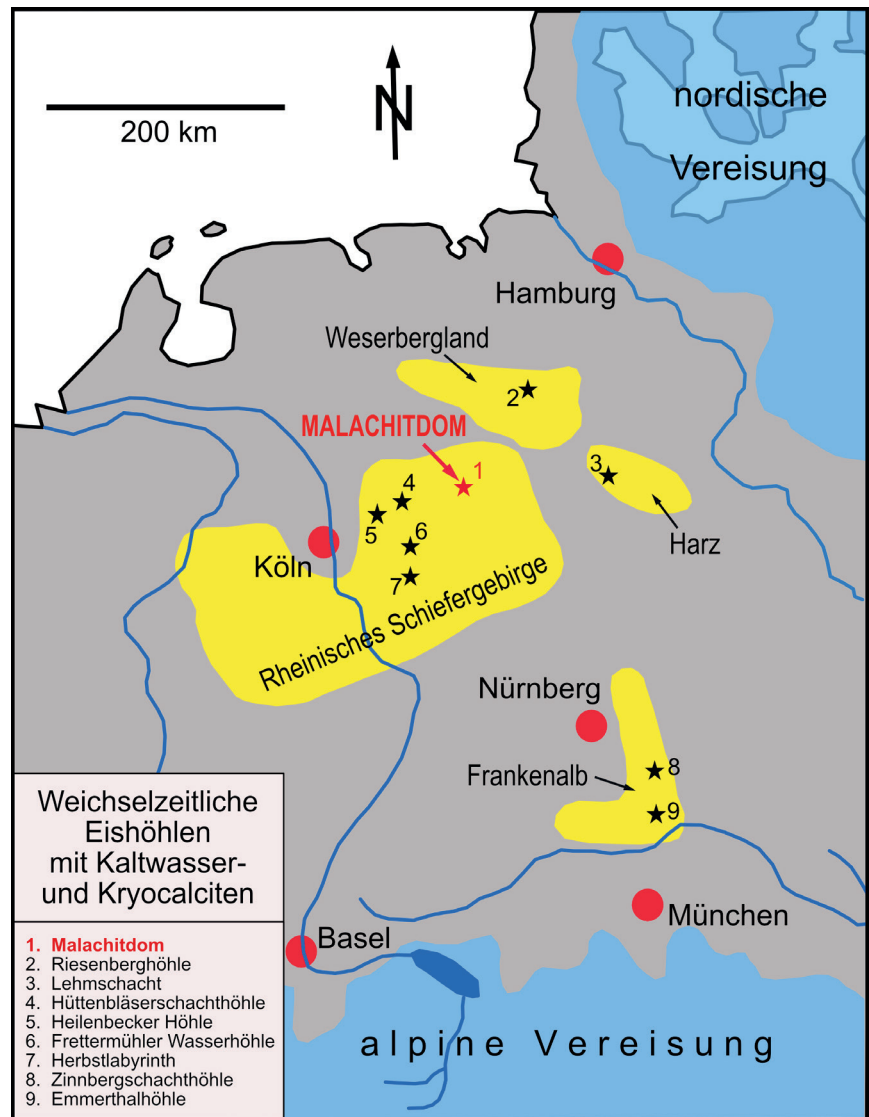 nordische
Vereisung
200 km
N
Hamburg
Weserbergland
2
MALACHITDOM
1
3
4
5
Harz
6
Köln
7
Rheinisches Schiefergebirge
Nürnberg
8
Frankenalb
9
Weichselzeitliche
Eishöhlen
mit Kaltwasser-
und Kryocalciten
München
Basel
1. Malachitdom
2. Riesenberghöhle
3. Lehmschacht
4. Hüttenbläserschachthöhle
5. Heilenbecker Höhle
6. Frettermühler Wasserhöhle
7. Herbstlabyrinth
8. Zinnbergschachthöhle
9. Emmerthalhöhle
alpine Vereisung